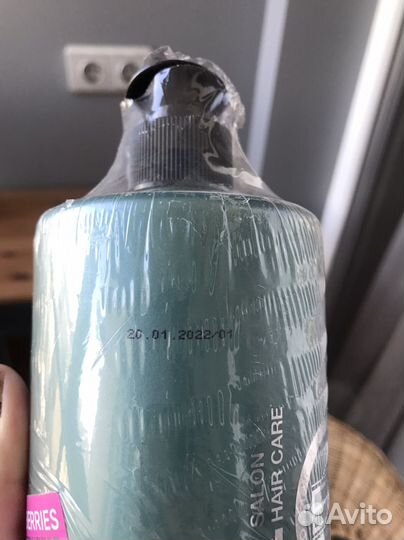 20.01.2022/01
SALON
HAIR CARE
ERRIES
Avito